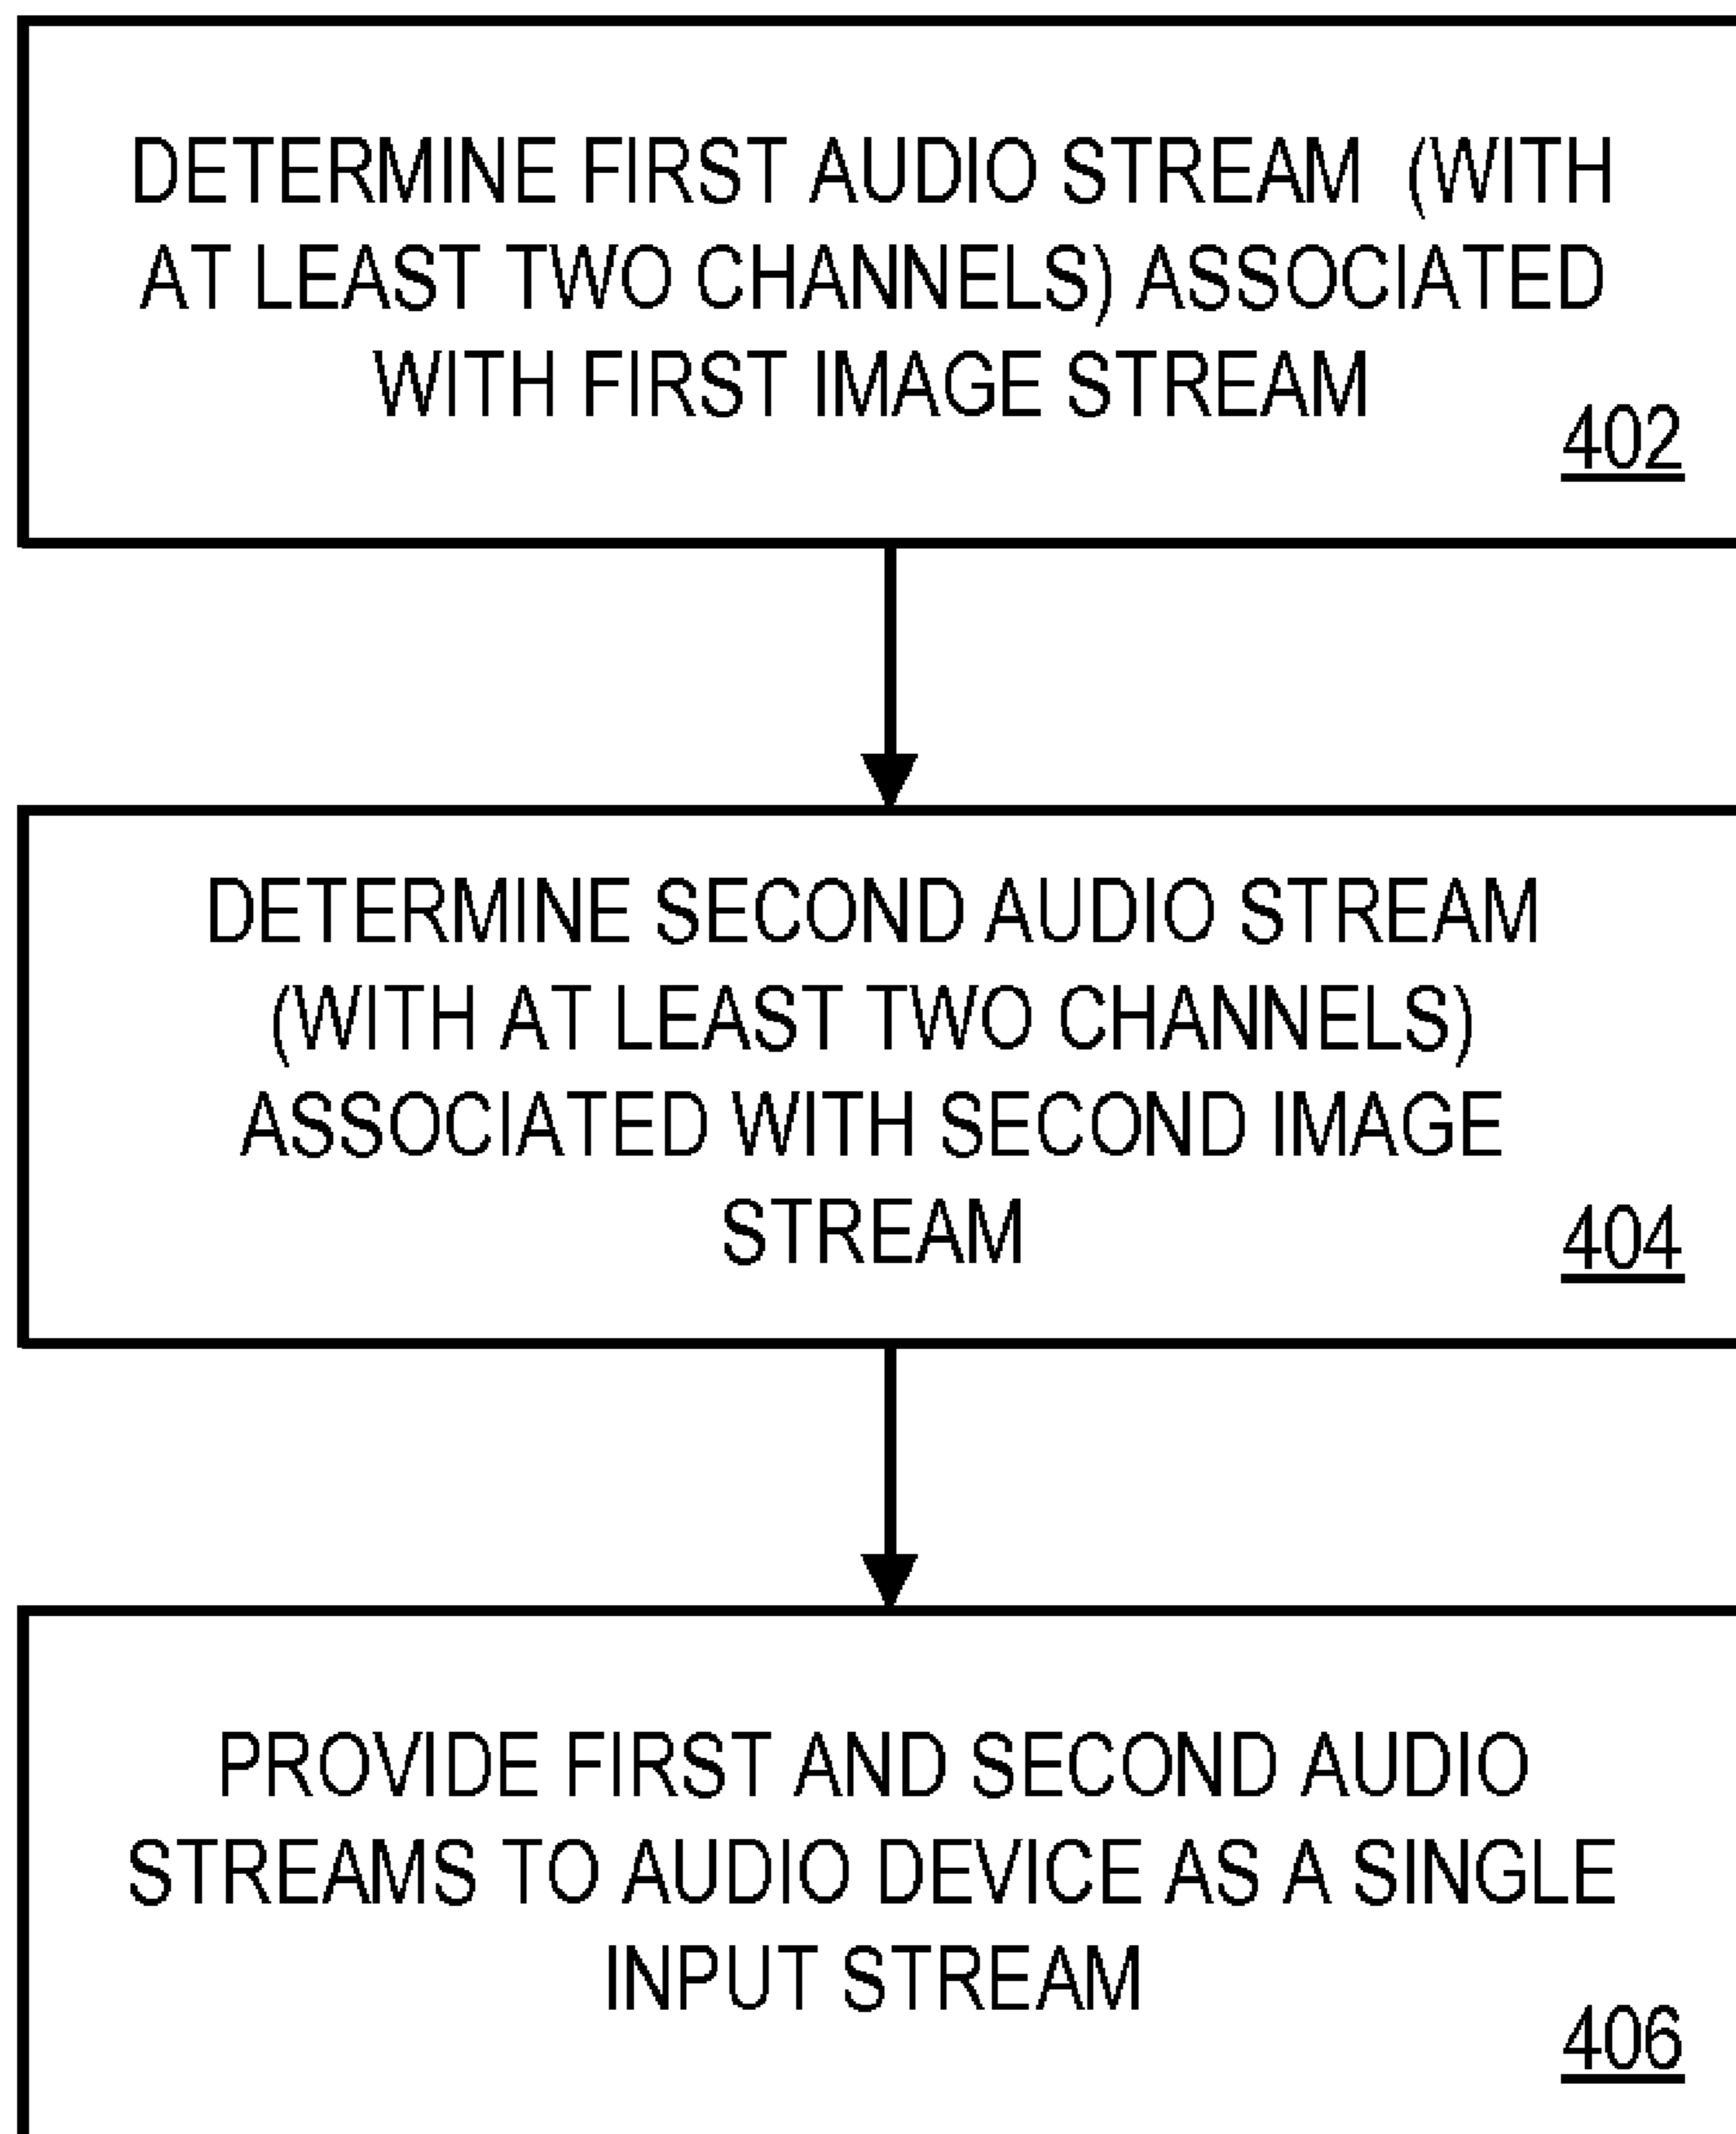 DETERMINE FIRST AUDIO STREAM (WITH
AT LEAST TWO CHANNELS) ASSOCIATED
WITH FIRST IMAGE STREAM
402
DETERMINE SECOND AUDIO STREAM
(WITH AT LEAST TWO CHANNELS)
ASSOCIATED WITH SECOND IMAGE
STREAM
404
PROVIDE FIRST AND SECOND AUDIO
STREAMS TO AUDIO DEVICE AS A SINGLE
INPUT STREAM
406